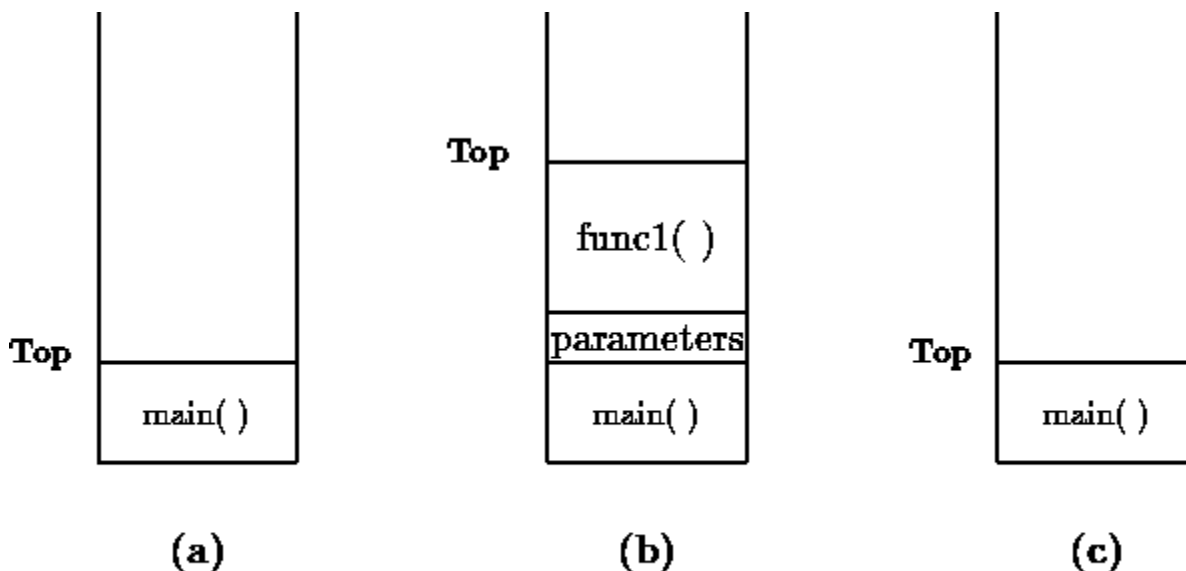 Top
func1( )
parameters
Top
main( )
main( )
Top
main( )
(a)
(b)
(c)